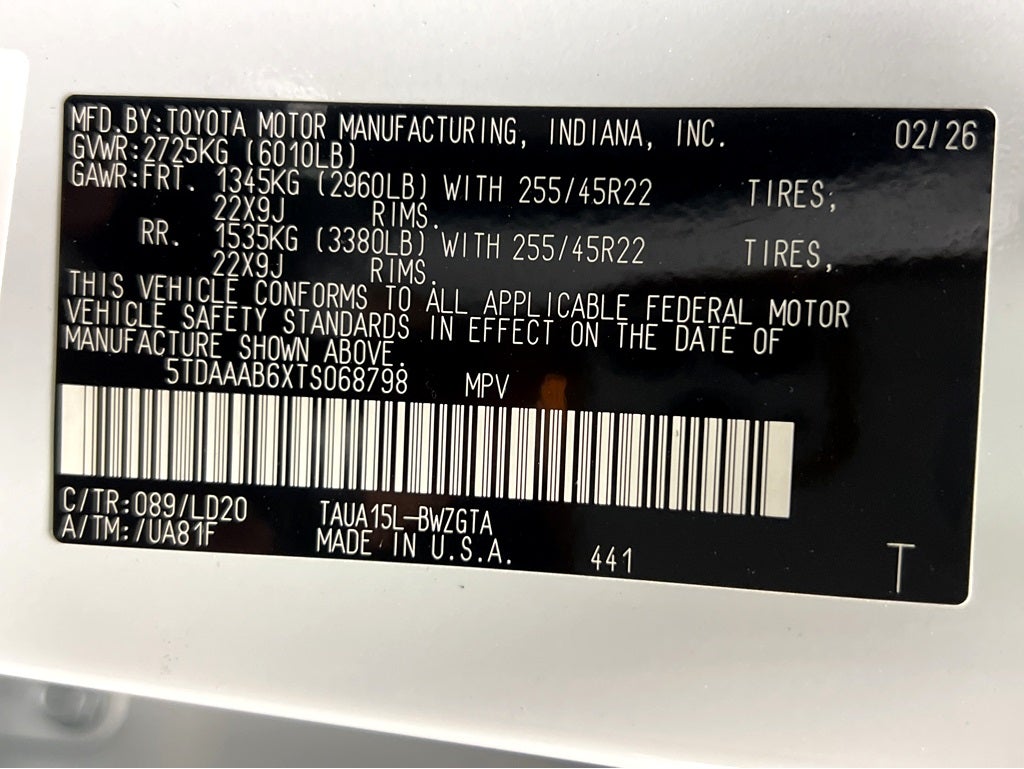 MFD.BY:TOYOTA MOTOR MANUFACTURING, INDIANA, INC. 02/26
GVWR:2725KG (6010LB)
GAWR:FRT. 1345KG (2960LB) WITH 255/45R22 TIRES;
22X9J RIMS.
RR. 1535KG (3380LB) WITH 255/45R22 TIRES,
22X9J RIMS.
THIS VEHICLE CONFORMS TO ALL APPLICABLE FEDERAL MOTOR
VEHICLE SAFETY STANDARDS IN EFFECT ON THE DATE OF
MANUFACTURE SHOWN ABOVE.
5TDAAAB6XTS068798 MPV
C/TR:089/LD20 TAUA15L-BWZGTA
A/TM:/UA81F MADE IN U.S.A. 441 T